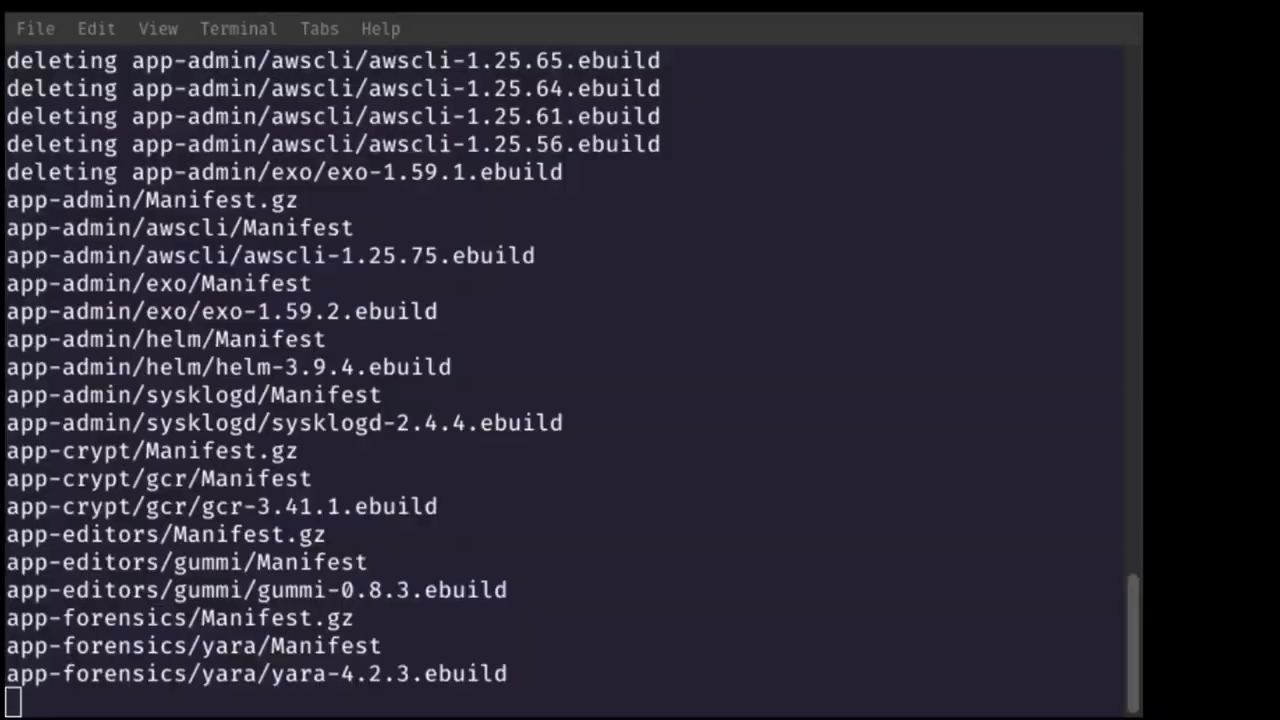 File Edit View Terminal Tabs Help
deleting app-admin/awscli/awscli-1.25.65.ebuild
deleting app-admin/awscli/awscli-1.25.64.ebuild
deleting app-admin/awscli/awscli-1.25.61.ebuild
deleting app-admin/awscli/awscli-1.25.56.ebuild
deleting app-admin/exo/exo-1.59.1.ebuild
app-admin/Manifest.gz
app-admin/awscli/Manifest
app-admin/awscli/awscli-1.25.75.ebuild
app-admin/exo/Manifest
app-admin/exo/exo-1.59.2.ebuild
app-admin/helm/Manifest
app-admin/helm/helm-3.9.4.ebuild
app-admin/sysklogd/Manifest
app-admin/sysklogd/sysklogd-2.4.4.ebuild
app-crypt/Manifest.gz
app-crypt/gcr/Manifest
app-crypt/gcr/gcr-3.41.1.ebuild
app-editors/Manifest.gz
app-editors/gummi/Manifest
app-editors/gummi/gummi-0.8.3.ebuild
app-forensics/Manifest.gz
app-forensics/yara/Manifest
app-forensics/yara/yara-4.2.3.ebuild